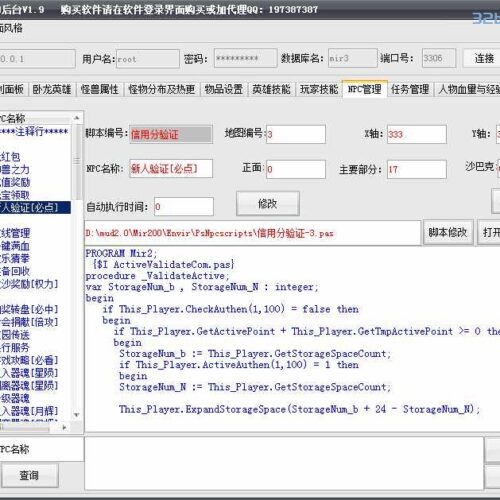 后台V1.9 购买软件请在软件登录界面购买或加代理QQ: 197387387
面风格
.0.0.1 用户名: root 密码: ********* 数据库名: mir3 端口号: 3306 连接
面板 卧龙英雄 怪兽属性 怪物分布及热更 物品设置 英雄技能 玩家技能 NPC管理 任务管理 人物血量与经验
PC名称
*****注释行*****
红包
兽之力
值奖励
宝领取
人验证[必点]
线管理
键满血
乐猜拳
备回收
沙奖励[权力]
奖转盘[必中]
会捐献[倍攻]
园传送
行服务
戏攻略[必看]
入器魂[星陨]
离器魂[星陨]
级器魂
入器魂[月辉]
脚本编号: 信用分验证 地图编号: 3 X轴: 333 Y轴: 3
NPC名称: 新人验证[必点] 正面: 0 主要部分: 17 沙巴克
自动执行时间: 0 修改
D:\mud2.0\Mir200\Envir\PsNpcscripts\信用分验证-3.pas 脚本修改 打开
PROGRAM Mir2;
{$I ActiveValidateCom.pas}
procedure _ValidateActive;
var StorageNum_b , StorageNum_N : integer;
begin
if This_Player.CheckAuthen(1,100) = false then
begin
if This_Player.GetActivePoint + This_Player.GetTmpActivePoint >= 0 the
begin
StorageNum_b := This_Player.GetStorageSpaceCount;
if This_Player.ActiveAuthen(1,100) = 1 then
begin
StorageNum_N := This_Player.GetStorageSpaceCount;
This_Player.ExpandStorageSpace(StorageNum_b + 24 - StorageNum_N);
PC名称
查询